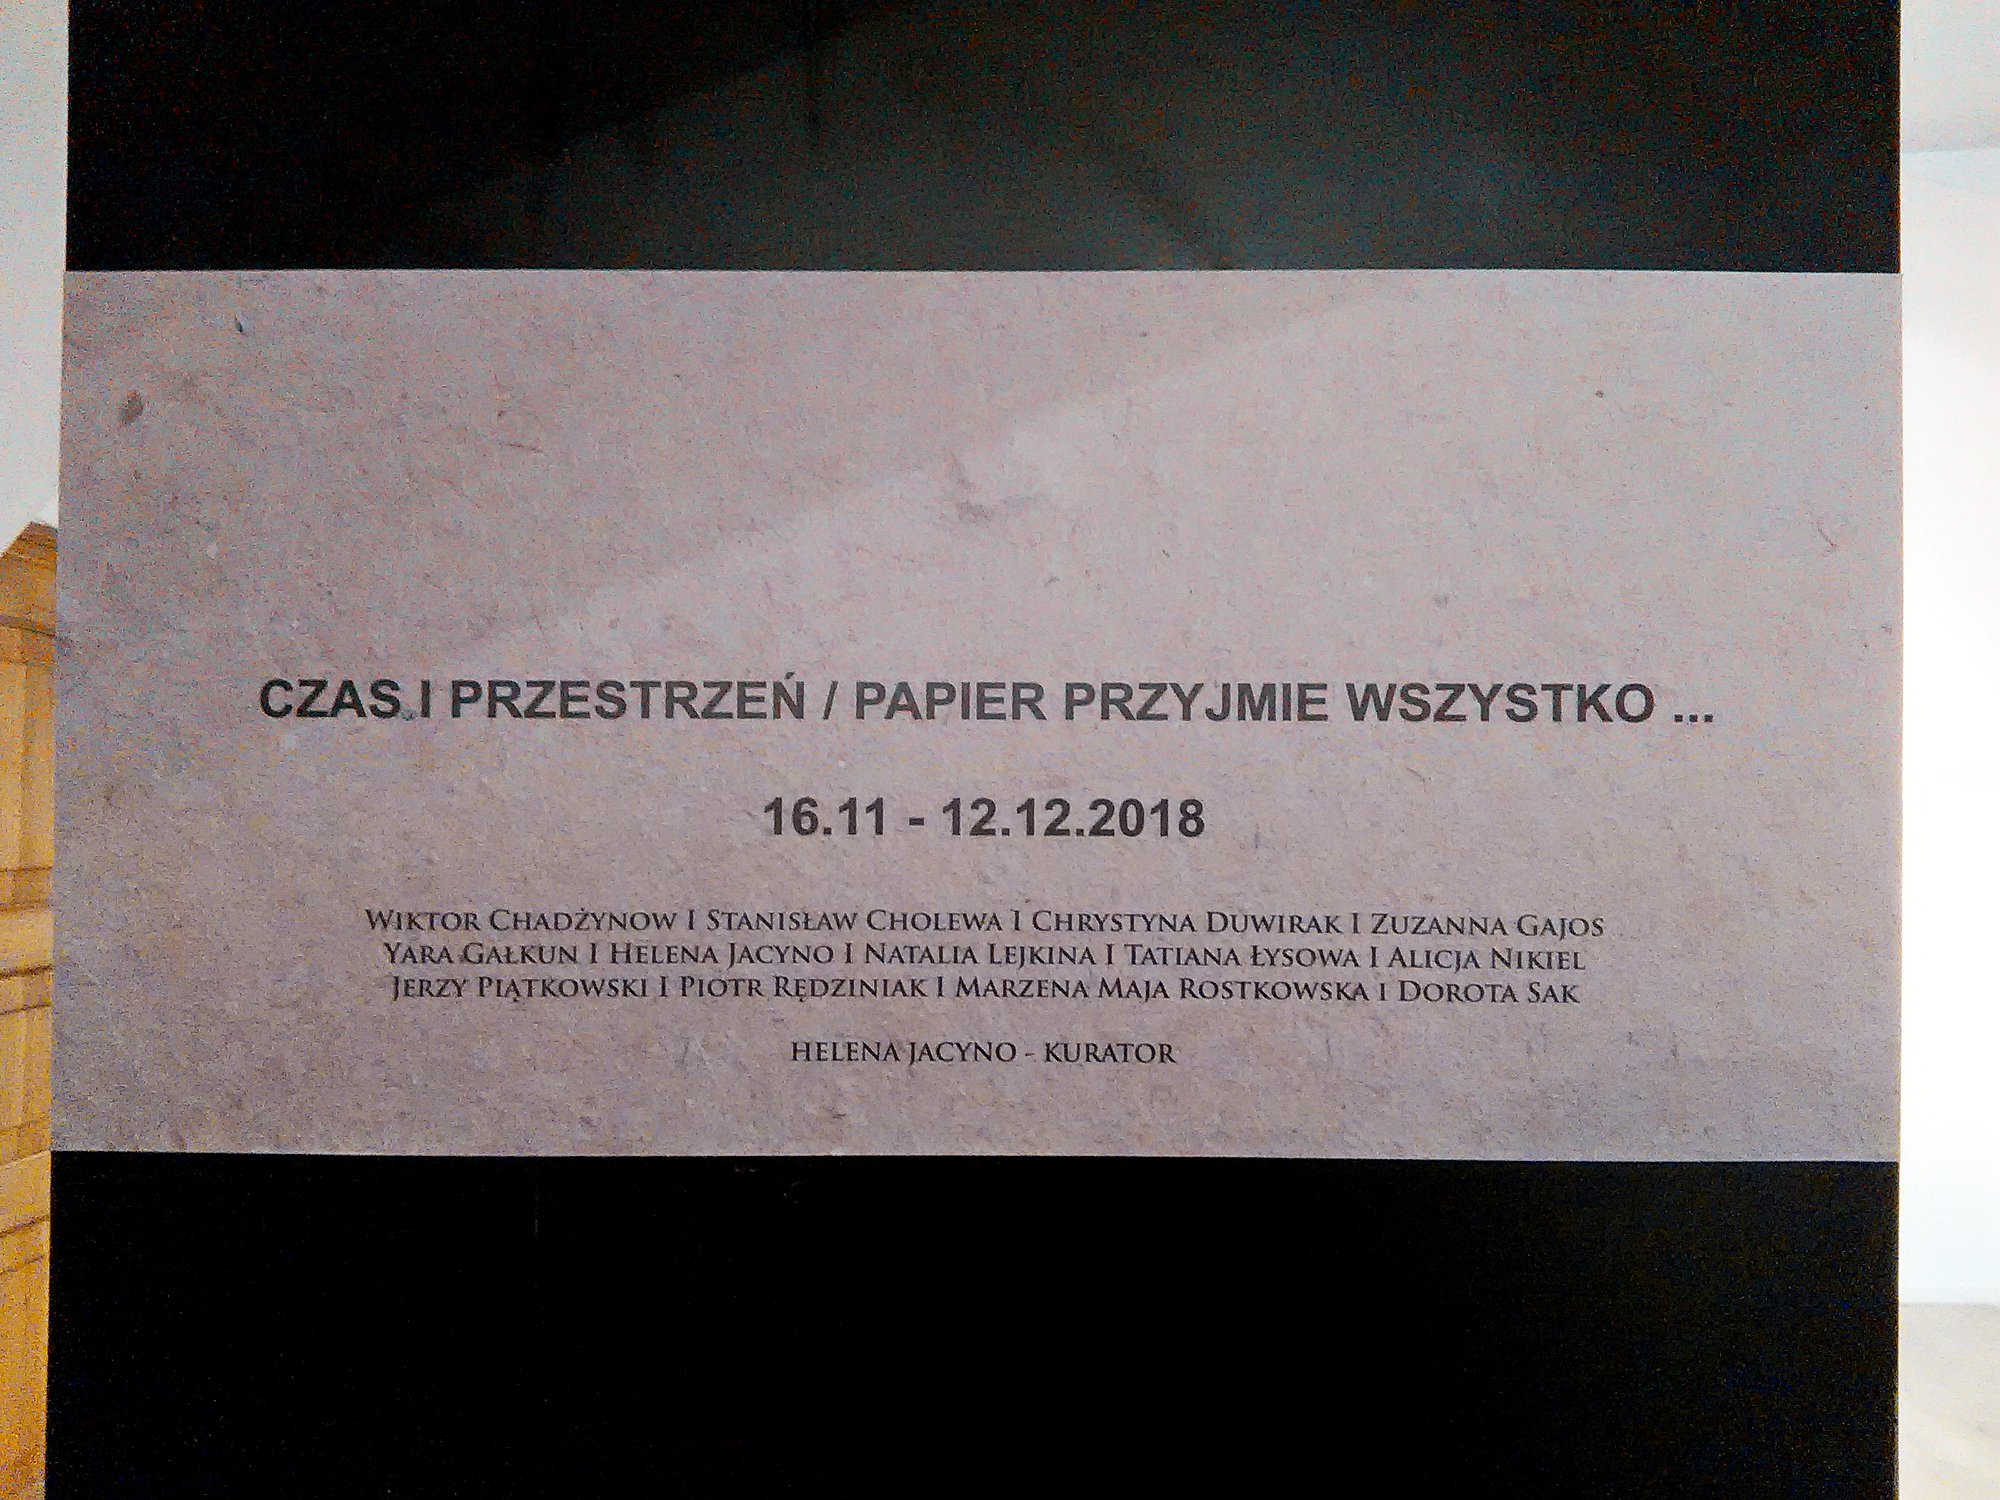 CZAS I PRZESTRZEŃ / PAPIER PRZYJMIE WSZYSTKO ...
16.11 - 12.12.2018
WIKTOR CHADŻYNOW I STANISŁAW CHOLEWA I CHRYSTYNA DUWIRAK I ZUZANNA GAJOS
YARA GAŁKUN I HELENA JACYNO I NATALIA LEJKINA I TATIANA ŁYSOWA I ALICJA NIKIEL
JERZY PIĄTKOWSKI I PIOTR RĘDZINIAK I MARZENA MAJA ROSTKOWSKA I DOROTA SAK
HELENA JACYNO - KURATOR